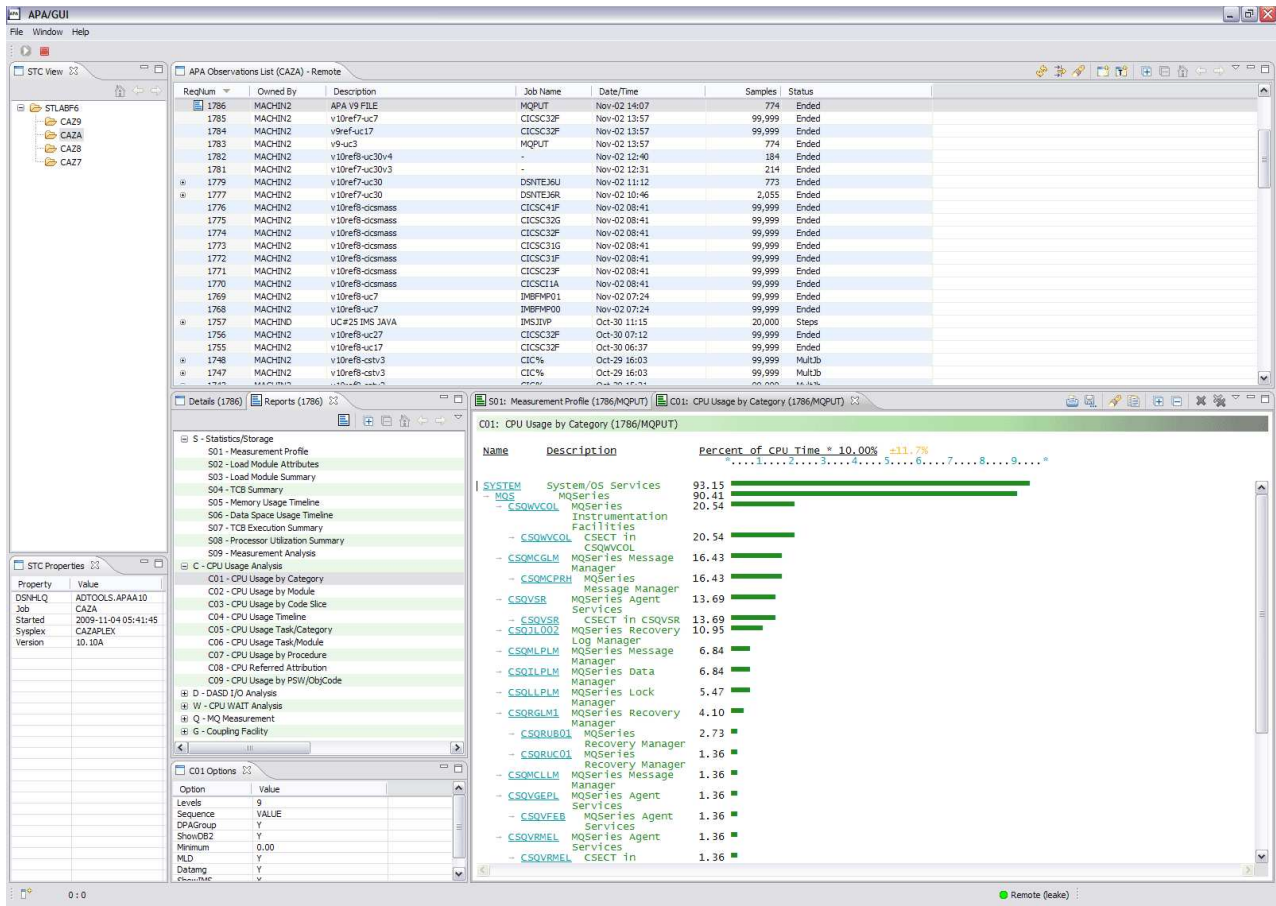 APA/GUI
File Window Help
STC View
STLABF6
CAZ9
CAZA
CAZ8
CAZ7
APA Observations List (CAZA) - Remote
ReqNum Owned By Description Job Name Date/Time Samples Status
1786 MACHIN2 APA V9 FILE MQPUT Nov-02 14:07 774 Ended
1785 MACHIN2 v10ref7-uc7 CICSC32F Nov-02 13:57 99,999 Ended
1784 MACHIN2 v9ref-uc17 CICSC32F Nov-02 13:57 99,999 Ended
1783 MACHIN2 v9-uc3 MQPUT Nov-02 13:57 774 Ended
1782 MACHIN2 v10ref8-uc30v4 - Nov-02 12:40 184 Ended
1781 MACHIN2 v10ref7-uc30v3 - Nov-02 12:31 214 Ended
1779 MACHIN2 v10ref7-uc30 DSNTEJ6U Nov-02 11:12 773 Ended
1777 MACHIN2 v10ref7-uc30 DSNTEJ6R Nov-02 10:46 2,055 Ended
1776 MACHIN2 v10ref8-cicsmass CICSC41F Nov-02 08:41 99,999 Ended
1775 MACHIN2 v10ref8-cicsmass CICSC32G Nov-02 08:41 99,999 Ended
1774 MACHIN2 v10ref8-cicsmass CICSC32F Nov-02 08:41 99,999 Ended
1773 MACHIN2 v10ref8-cicsmass CICSC31G Nov-02 08:41 99,999 Ended
1772 MACHIN2 v10ref8-cicsmass CICSC31F Nov-02 08:41 99,999 Ended
1771 MACHIN2 v10ref8-cicsmass CICSC23F Nov-02 08:41 99,999 Ended
1770 MACHIN2 v10ref8-cicsmass CICSCI1A Nov-02 08:41 99,999 Ended
1769 MACHIN2 v10ref8-uc7 IMBFMP01 Nov-02 07:24 99,999 Ended
1768 MACHIN2 v10ref8-uc7 IMBFMP00 Nov-02 07:24 99,999 Ended
1757 MACHIND UC#25 IMS JAVA IMSJIVP Oct-30 11:15 20,000 Steps
1756 MACHIN2 v10ref8-uc27 CICSC32F Oct-30 07:12 99,999 Ended
1755 MACHIN2 v10ref8-uc17 CICSC32F Oct-30 06:37 99,999 Ended
1748 MACHIN2 v10ref8-cstv3 CIC% Oct-29 16:03 99,999 MultJb
1747 MACHIN2 v10ref8-cstv3 CIC% Oct-29 16:03 99,999 MultJb
STC Properties
Property Value
DSNHLQ ADTOOLS.APAA10
Job CAZA
Started 2009-11-04 05:41:45
Sysplex CAZAPLEX
Version 10.10A
Details (1786) Reports (1786)
S - Statistics/Storage
S01 - Measurement Profile
S02 - Load Module Attributes
S03 - Load Module Summary
S04 - TCB Summary
S05 - Memory Usage Timeline
S06 - Data Space Usage Timeline
S07 - TCB Execution Summary
S08 - Processor Utilization Summary
S09 - Measurement Analysis
C - CPU Usage Analysis
C01 - CPU Usage by Category
C02 - CPU Usage by Module
C03 - CPU Usage by Code Slice
C04 - CPU Usage Timeline
C05 - CPU Usage Task/Category
C06 - CPU Usage Task/Module
C07 - CPU Usage by Procedure
C08 - CPU Referred Attribution
C09 - CPU Usage by PSW/ObjCode
D - DASD I/O Analysis
W - CPU WAIT Analysis
Q - MQ Measurement
G - Coupling Facility
C01 Options
Option Value
Levels 9
Sequence VALUE
DPAGroup Y
ShowDB2 Y
Minimum 0.00
MLD Y
Datamg Y
ShowIMS Y
S01: Measurement Profile (1786/MQPUT) C01: CPU Usage by Category (1786/MQPUT)
C01: CPU Usage by Category (1786/MQPUT)
Name Description Percent of CPU Time * 10.00% ±11.7%
*....1....2....3....4....5....6....7....8....9....*
SYSTEM System/OS Services 93.15
→ MQS MQSeries 90.41
→ CSQWVCOL MQSeries 20.54
Instrumentation
Facilities
→ CSQWVCOL CSECT in 20.54
CSQWVCOL
→ CSQMCGLM MQSeries Message 16.43
Manager
→ CSQMCPRH MQSeries 16.43
Message Manager
→ CSQVSR MQSeries Agent 13.69
Services
→ CSQVSR CSECT in CSQVSR 13.69
→ CSQJL002 MQSeries Recovery 10.95
Log Manager
→ CSQMLPLM MQSeries Message 6.84
Manager
→ CSQILPLM MQSeries Data 6.84
Manager
→ CSQLLPLM MQSeries Lock 5.47
Manager
→ CSQRGLM1 MQSeries Recovery 4.10
Manager
→ CSQRUB01 MQSeries 2.73
Recovery Manager
→ CSQRUC01 MQSeries 1.36
Recovery Manager
→ CSQMCLLM MQSeries Message 1.36
Manager
→ CSQVGEPL MQSeries Agent 1.36
Services
→ CSQVFEB MQSeries Agent 1.36
Services
→ CSQVRMEL MQSeries Agent 1.36
Services
→ CSQVRMEL CSECT in 1.36
0 : 0
Remote (leake)